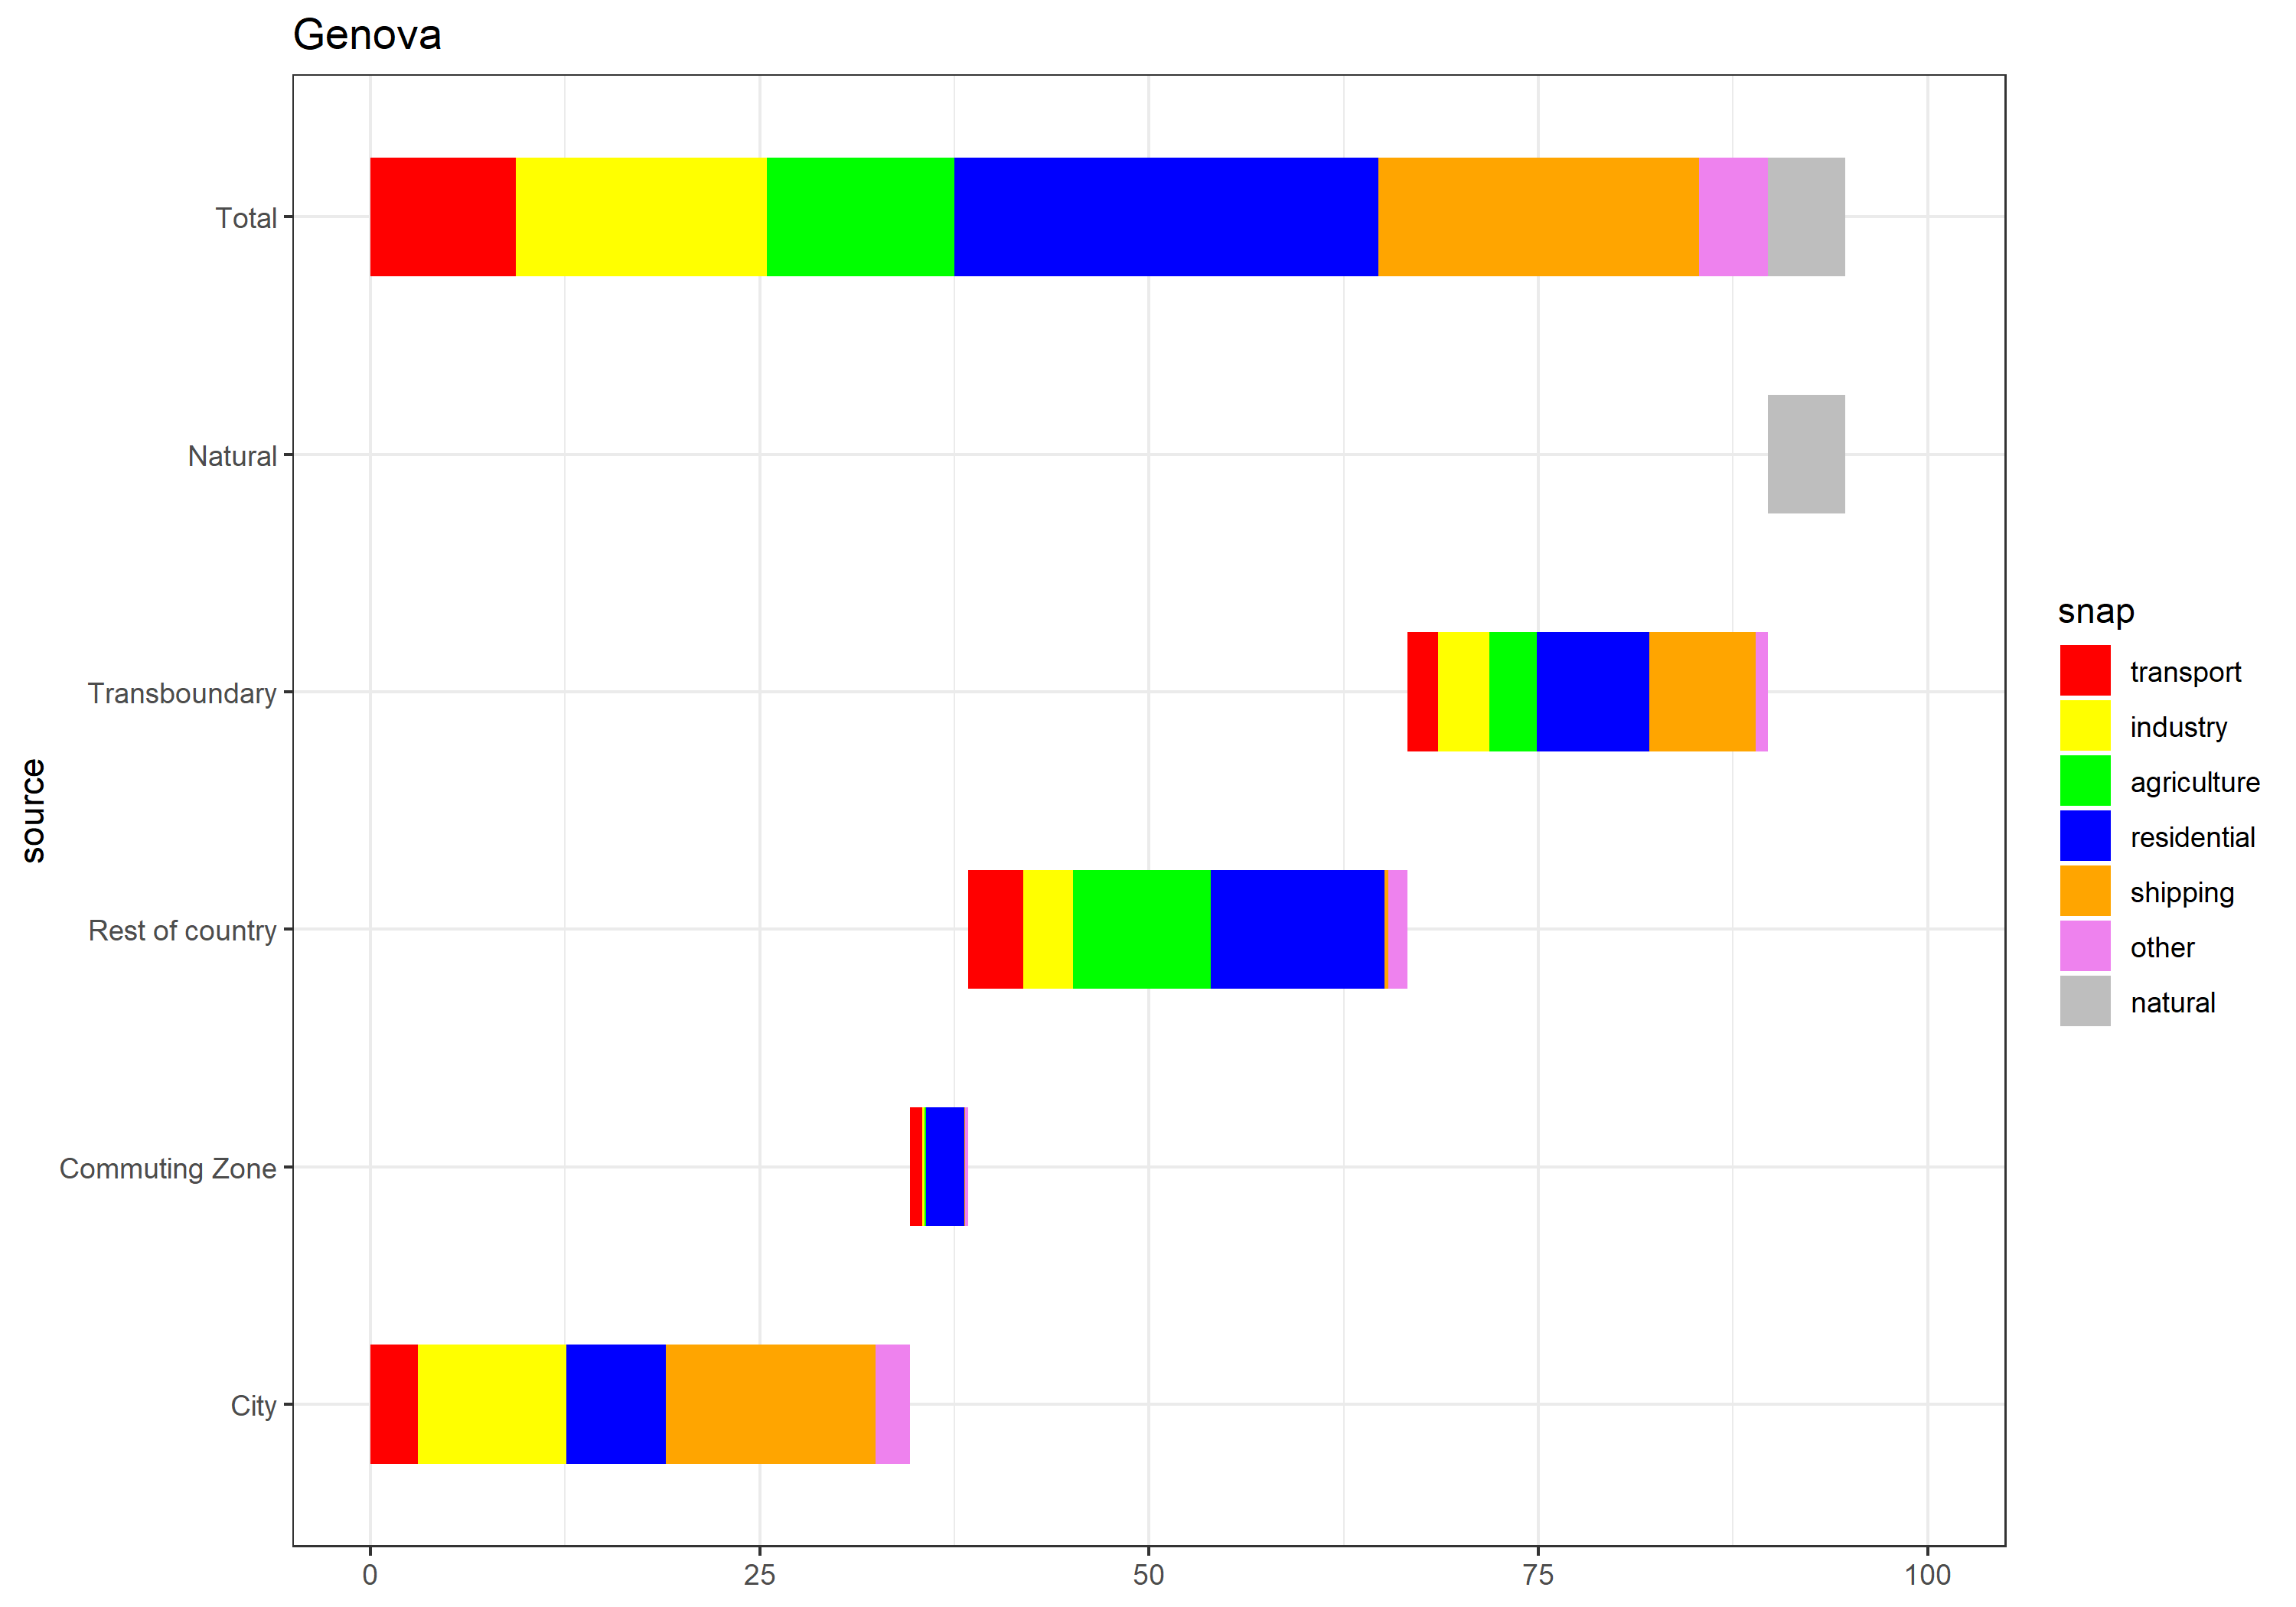 Genova
Total
Natural
Transboundary
Rest of country
Commuting Zone
City
source
0
25
50
75
100
snap
transport
industry
agriculture
residential
shipping
other
natural